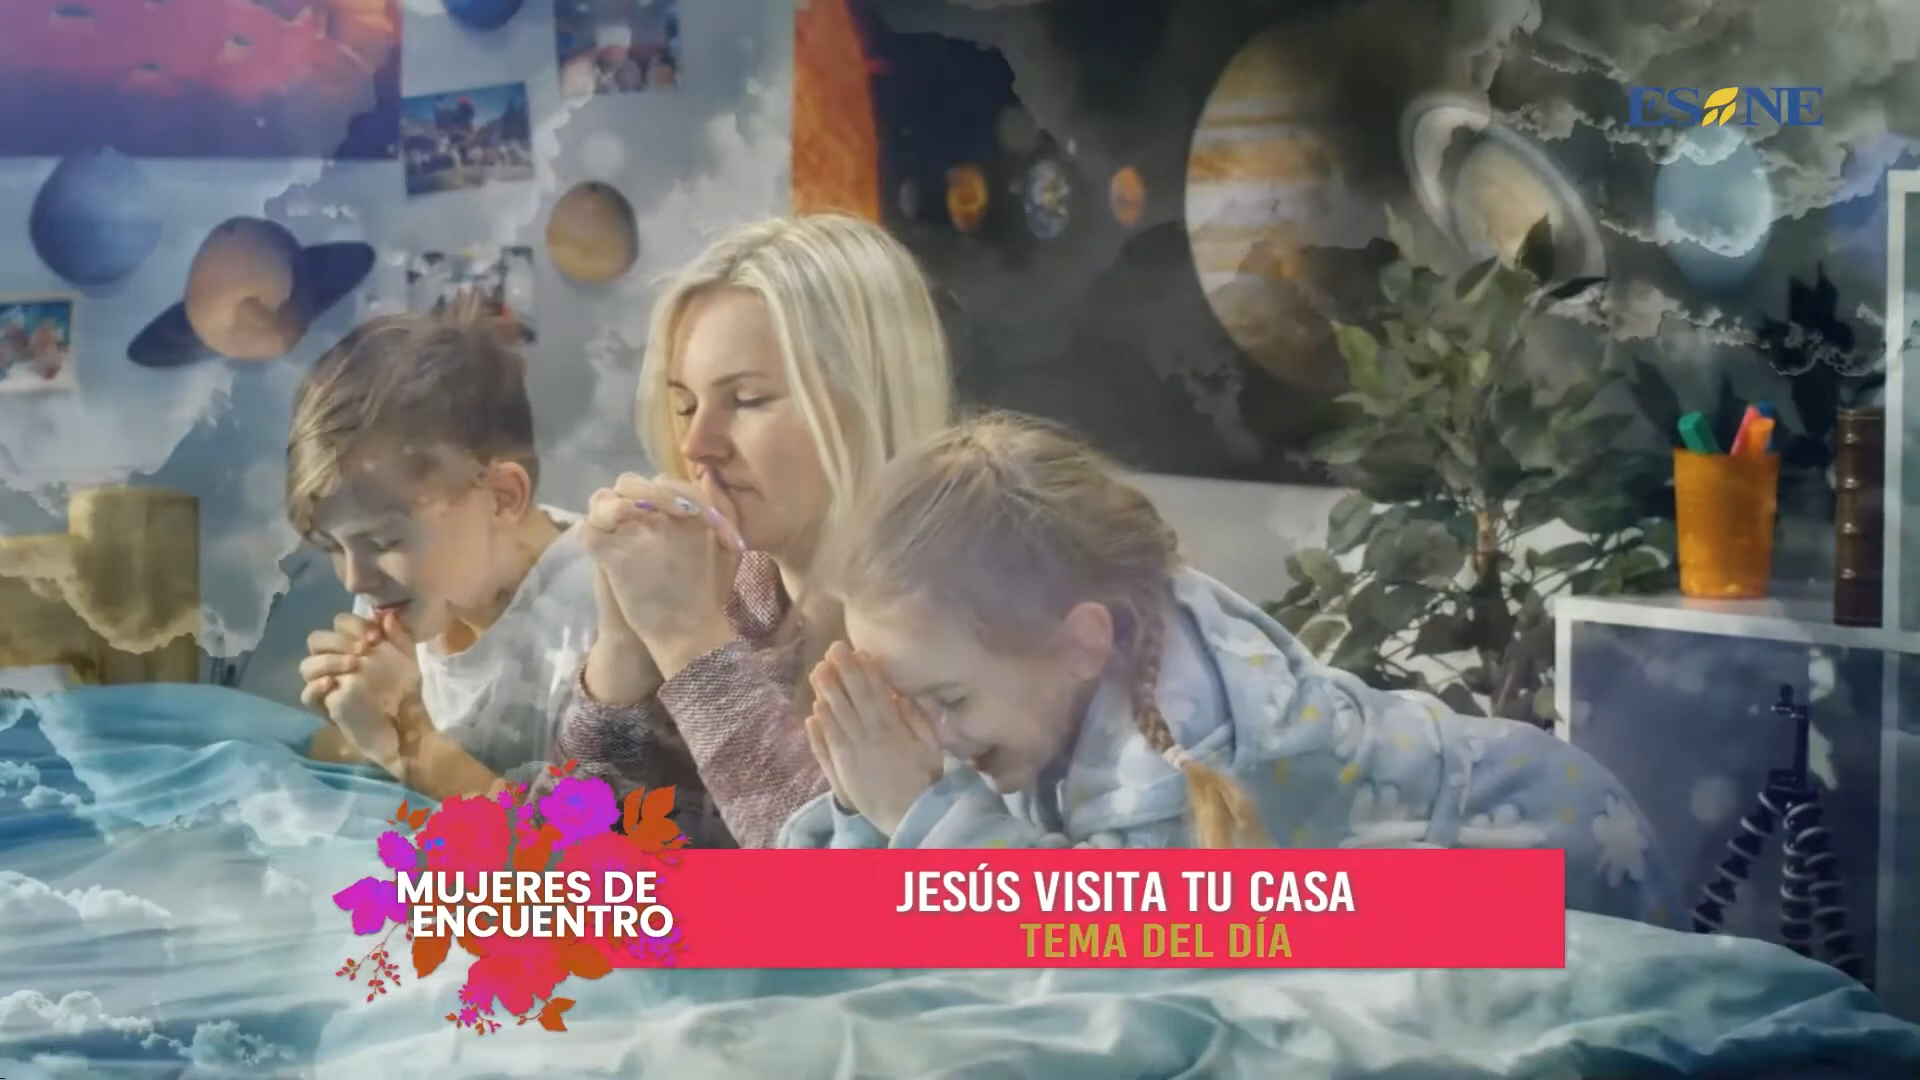 ESNE
MUJERES DE
ENCUENTRO
JESÚS VISITA TU CASA
TEMA DEL DÍA